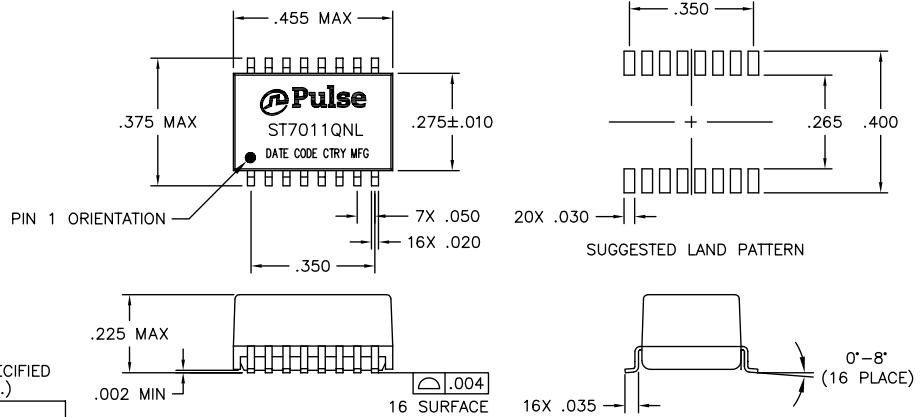 .455 MAX
.350
Pulse
ST7011QNL
DATE CODE CTRY MFG
.375 MAX
.275±.010
.265
.400
PIN 1 ORIENTATION
7X .050
16X .020
20X .030
.350
SUGGESTED LAND PATTERN
.225 MAX
.002 MIN
.004
16 SURFACE
16X .035
0°-8°
(16 PLACE)